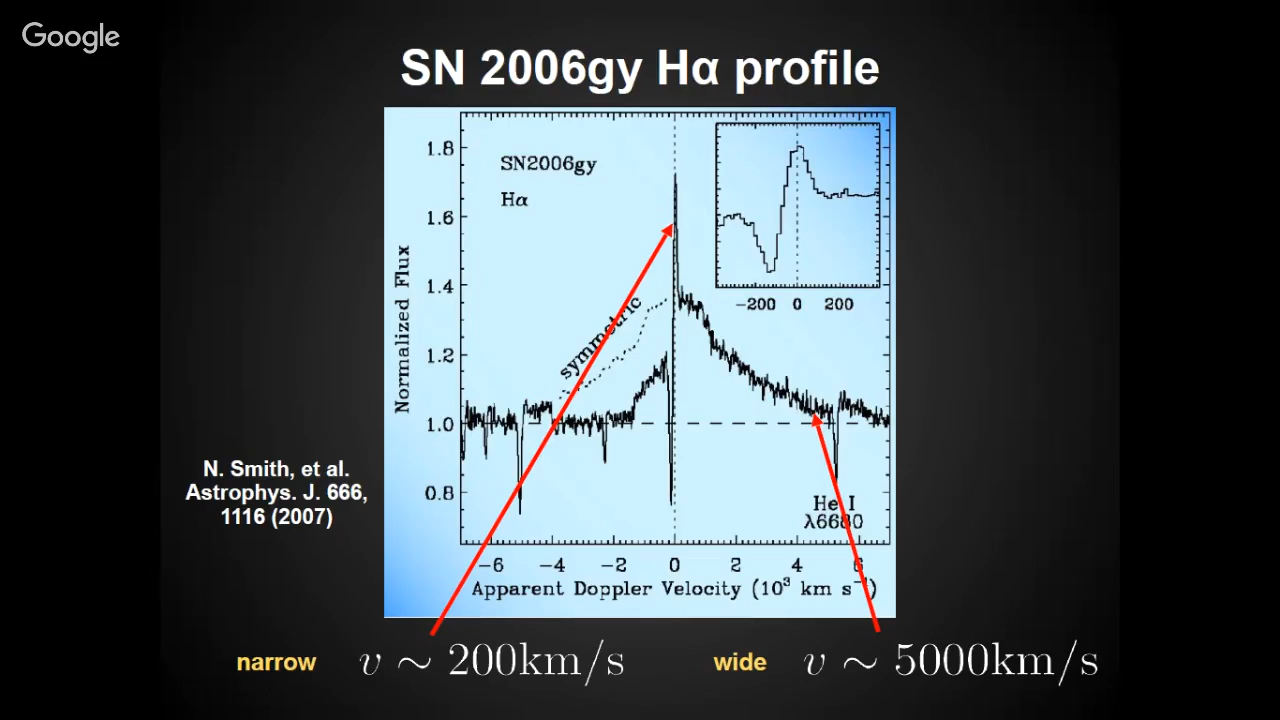 Google
SN 2006gy Hα profile
1.8
1.6
1.4
1.2
1.0
0.8
Normalized Flux
SN2006gy
Hα
symmetric
-200 0 200
He I
λ6680
-6 -4 -2 0 2 4 6
Apparent Doppler Velocity (10³ km s⁻¹)
N. Smith, et al.
Astrophys. J. 666,
1116 (2007)
narrow v ~ 200km/s wide v ~ 5000km/s